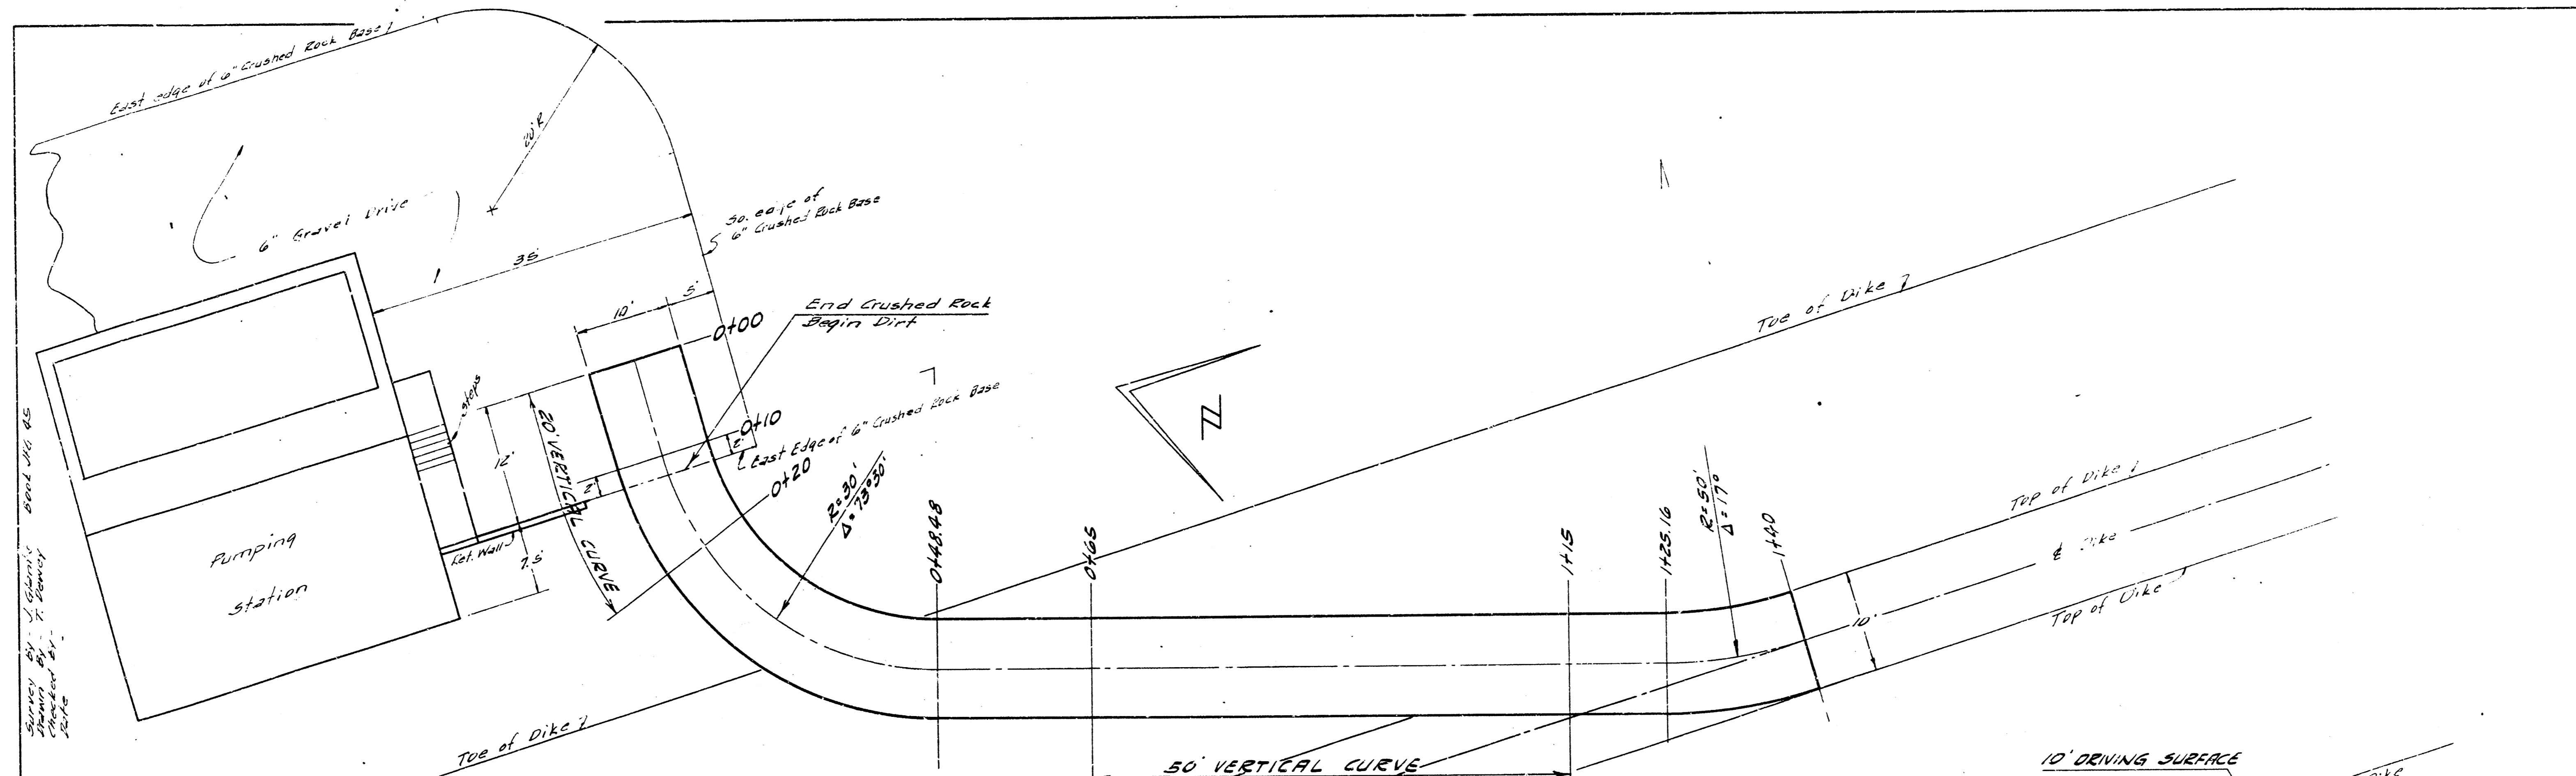 East edge of 6" Crushed Rock Base
20'R
6" Gravel Drive
So. edge of
6" Crushed Rock Base
35
10'
5'
0+00
End Crushed Rock
Begin Dirt
Toe of Dike
N
Steps
12'
20' VERTICAL CURVE
0+10
2'
East Edge of 6" Crushed Rock Base
0+20
2'
R=30'
Δ=73°30'
0+48.48
0+65
1+15
1+25.16
R=50'
Δ=17°
1+40
Top of Dike
℄ Dike
10'
Top of Dike
Pumping
Station
Ret. Wall
7.5'
Survey By - J.
Drawn By - T. Dewey
Checked By -
Date
Book
Toe of Dike
50' VERTICAL CURVE
10' DRIVING SURFACE
Dike